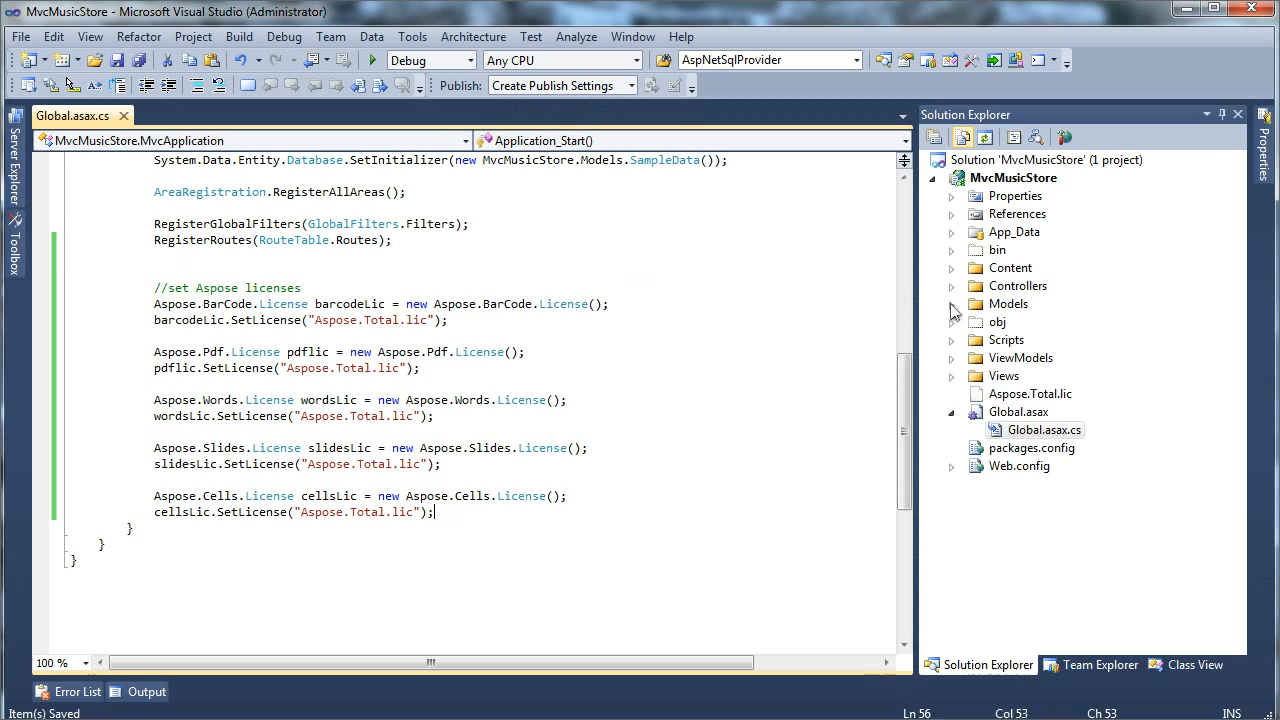 MvcMusicStore - Microsoft Visual Studio (Administrator)
File Edit View Refactor Project Build Debug Team Data Tools Architecture Test Analyze Window Help
Debug Any CPU AspNetSqlProvider
Publish: Create Publish Settings
Global.asax.cs
MvcMusicStore.MvcApplication Application_Start()
System.Data.Entity.Database.SetInitializer(new MvcMusicStore.Models.SampleData());
AreaRegistration.RegisterAllAreas();
RegisterGlobalFilters(GlobalFilters.Filters);
RegisterRoutes(RouteTable.Routes);
//set Aspose licenses
Aspose.BarCode.License barcodeLic = new Aspose.BarCode.License();
barcodeLic.SetLicense("Aspose.Total.lic");
Aspose.Pdf.License pdflic = new Aspose.Pdf.License();
pdflic.SetLicense("Aspose.Total.lic");
Aspose.Words.License wordsLic = new Aspose.Words.License();
wordsLic.SetLicense("Aspose.Total.lic");
Aspose.Slides.License slidesLic = new Aspose.Slides.License();
slidesLic.SetLicense("Aspose.Total.lic");
Aspose.Cells.License cellsLic = new Aspose.Cells.License();
cellsLic.SetLicense("Aspose.Total.lic");
}
}
}
100 %
Server Explorer
Toolbox
Solution Explorer
Solution 'MvcMusicStore' (1 project)
MvcMusicStore
Properties
References
App_Data
bin
Content
Controllers
Models
obj
Scripts
ViewModels
Views
Aspose.Total.lic
Global.asax
Global.asax.cs
packages.config
Web.config
Solution Explorer Team Explorer Class View
Properties
Error List Output
Item(s) Saved Ln 56 Col 53 Ch 53 INS